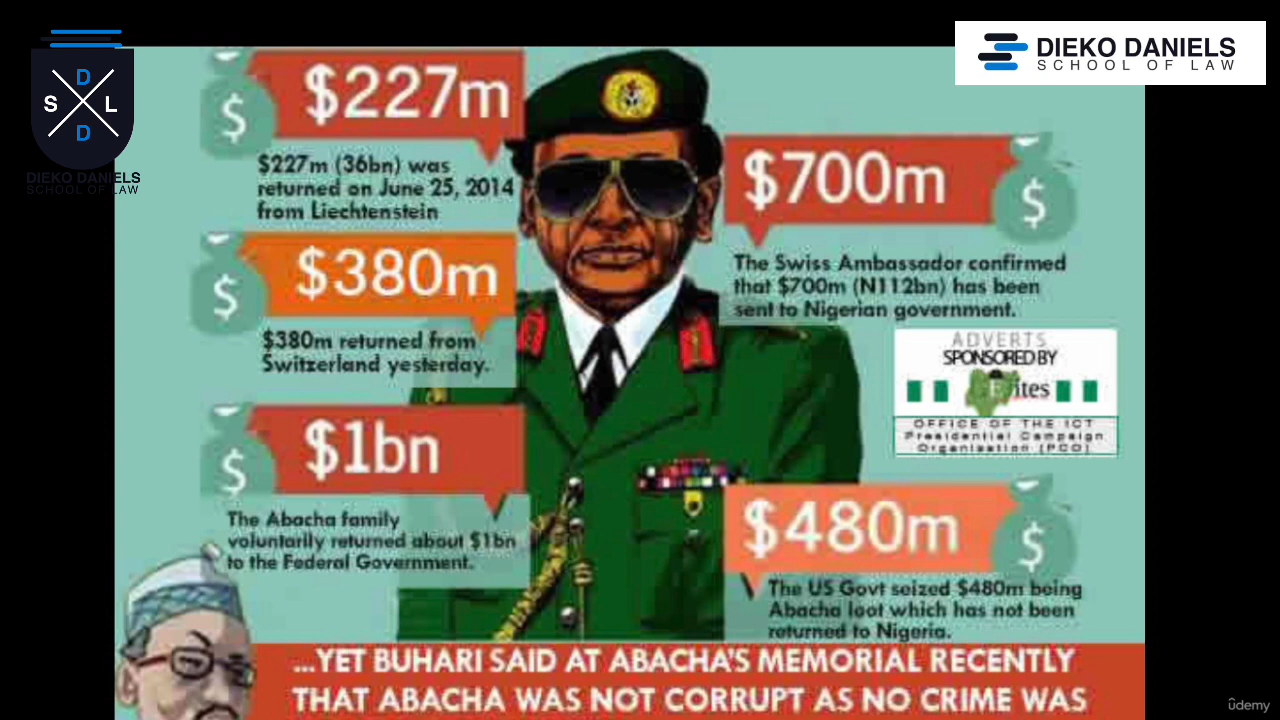 DIEKO DANIELS
SCHOOL OF LAW
D
S L
D
DIEKO DANIELS
SCHOOL OF LAW
$
$227m
$227m (36bn) was
returned on June 25, 2014
from Liechtenstein
$
$380m
$380m returned from
Switzerland yesterday.
$
$1bn
The Abacha family
voluntarily returned about $1bn
to the Federal Government.
$700m
$
The Swiss Ambassador confirmed
that $700m (N112bn) has been
sent to Nigerian government.
ADVERTS
SPONSORED BY
ites
OFFICE OF THE ICT
Presidential Campaign
Organisation (PCO)
$480m
$
The US Govt seized $480m being
Abacha loot which has not been
returned to Nigeria.
...YET BUHARI SAID AT ABACHA'S MEMORIAL RECENTLY
THAT ABACHA WAS NOT CORRUPT AS NO CRIME WAS
ûdemy